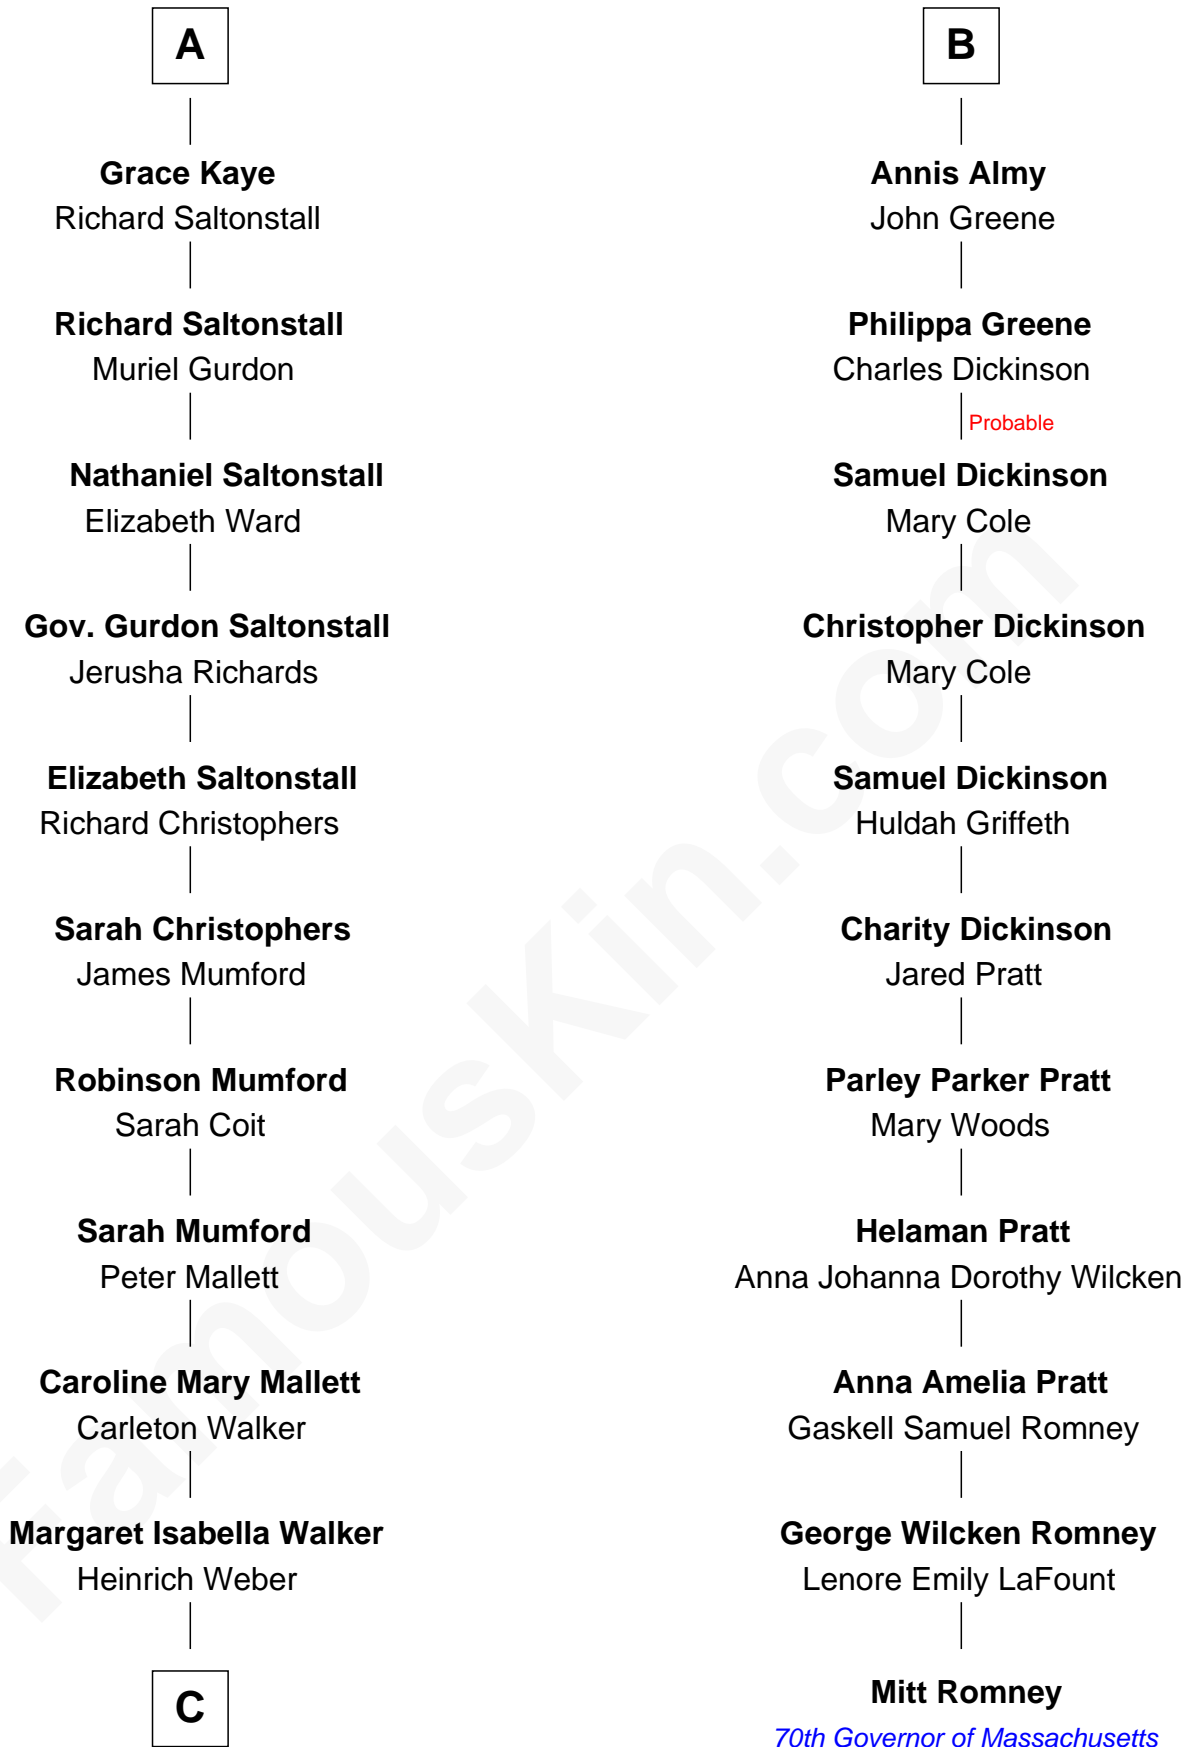 A
Grace Kaye
Richard Saltonstall
Richard Saltonstall
Muriel Gurdon
Nathaniel Saltonstall
Elizabeth Ward
Gov. Gurdon Saltonstall
Jerusha Richards
Elizabeth Saltonstall
Richard Christophers
Sarah Christophers
James Mumford
Robinson Mumford
Sarah Coit
Sarah Mumford
Peter Mallett
Caroline Mary Mallett
Carleton Walker
Margaret Isabella Walker
Heinrich Weber
C
B
Annis Almy
John Greene
Philippa Greene
Charles Dickinson
Probable
Samuel Dickinson
Mary Cole
Christopher Dickinson
Mary Cole
Samuel Dickinson
Huldah Griffeth
Charity Dickinson
Jared Pratt
Parley Parker Pratt
Mary Woods
Helaman Pratt
Anna Johanna Dorothy Wilcken
Anna Amelia Pratt
Gaskell Samuel Romney
George Wilcken Romney
Lenore Emily LaFount
Mitt Romney
70th Governor of Massachusetts
FamousKin.com